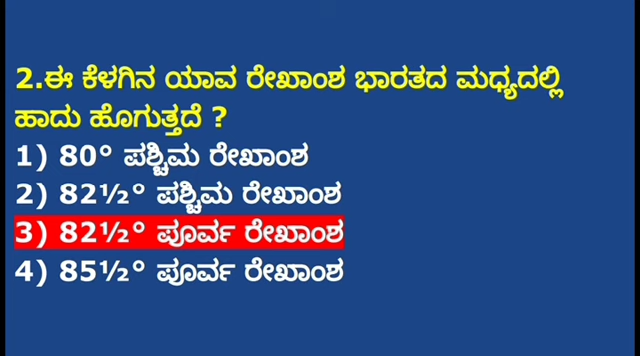 2.ಈ ಕೆಳಗಿನ ಯಾವ ರೇಖಾಂಶ ಭಾರತದ ಮಧ್ಯದಲ್ಲಿ
ಹಾದು ಹೊಗುತ್ತದೆ ?
1) 80° ಪಶ್ಚಿಮ ರೇಖಾಂಶ
2) 82½° ಪಶ್ಚಿಮ ರೇಖಾಂಶ
3) 82½° ಪೂರ್ವ ರೇಖಾಂಶ
4) 85½° ಪೂರ್ವ ರೇಖಾಂಶ